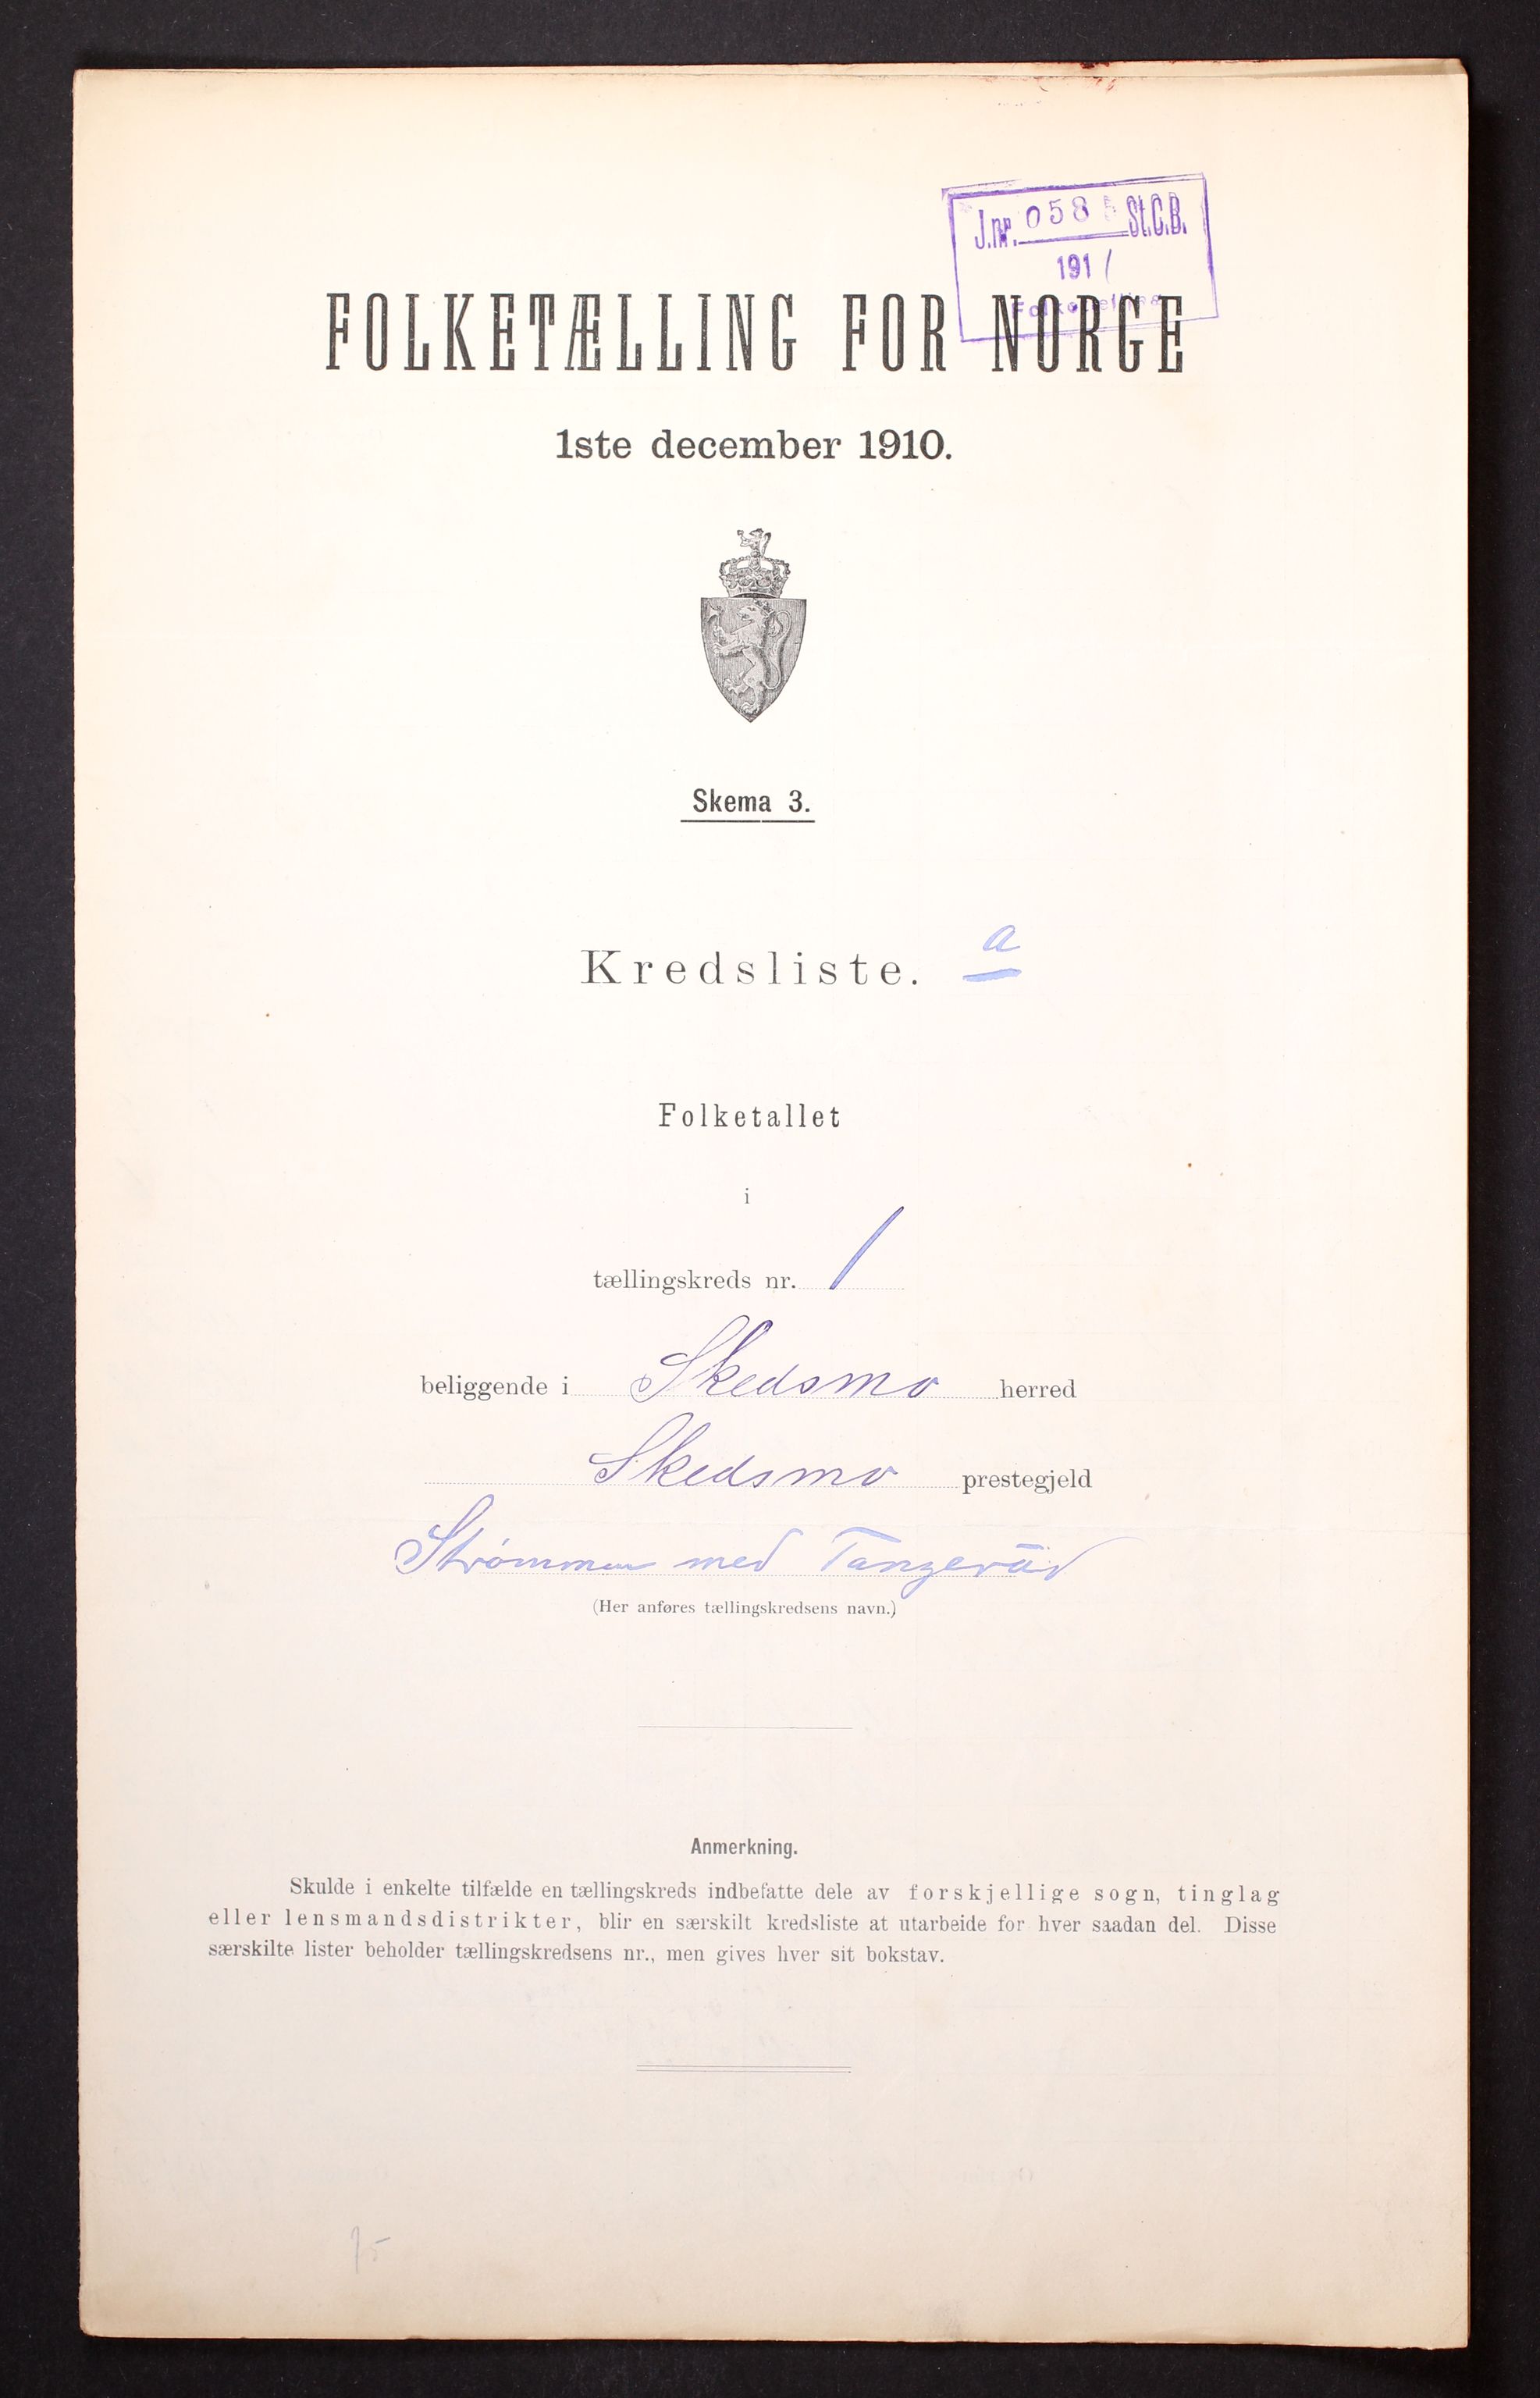 J.nr. 058 St.C.B.
191/
FOLKETÆLLING FOR NORGE
1ste december 1910.
Skema 3.
Kredsliste. a
Folketallet
i
tællingskreds nr. 1
beliggende i Skedsmo herred
Skedsmo prestegjeld
Strømmen med
(Her anføres tællingskredsens navn.)
Anmerkning.
Skulde i enkelte tilfælde en tællingskreds indbefatte dele av forskjellige sogn, tinglag
eller lensmandsdistrikter, blir en særskilt kredsliste at utarbeide for hver saadan del. Disse
særskilte lister beholder tællingskredsens nr., men gives hver sit bokstav.